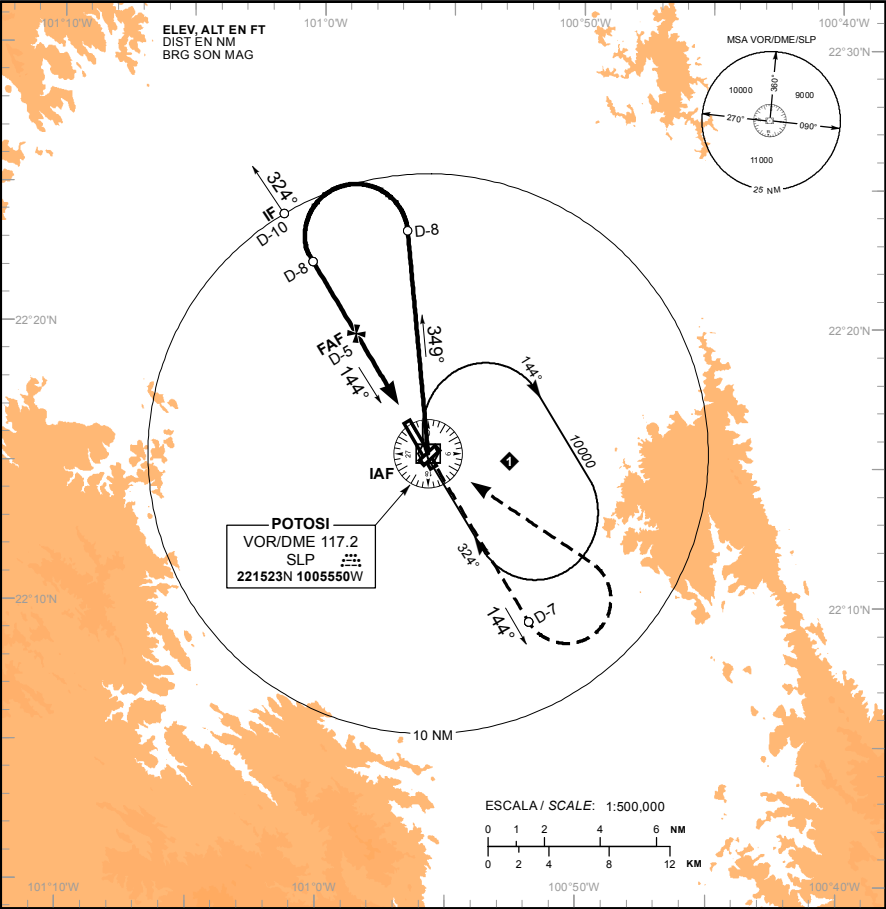 101°10'W
101°0'W
100°50'W
100°40'W
ELEV, ALT EN FT
DIST EN NM
BRG SON MAG
MSA VOR/DME/SLP
22°30'N
10000
360°
9000
270°
090°
11000
25 NM
324°
IF
D-10
D-8
D-8
22°20'N
22°20'N
FAF
D-5
144°
349°
144°
10000
1
IAF
POTOSI
VOR/DME 117.2
SLP
221523N 1005550W
324°
144°
D-7
22°10'N
22°10'N
10 NM
ESCALA / SCALE: 1:500,000
0 1 2 4 6 NM
0 2 4 8 12 KM
101°10'W
101°0'W
100°50'W
100°40'W